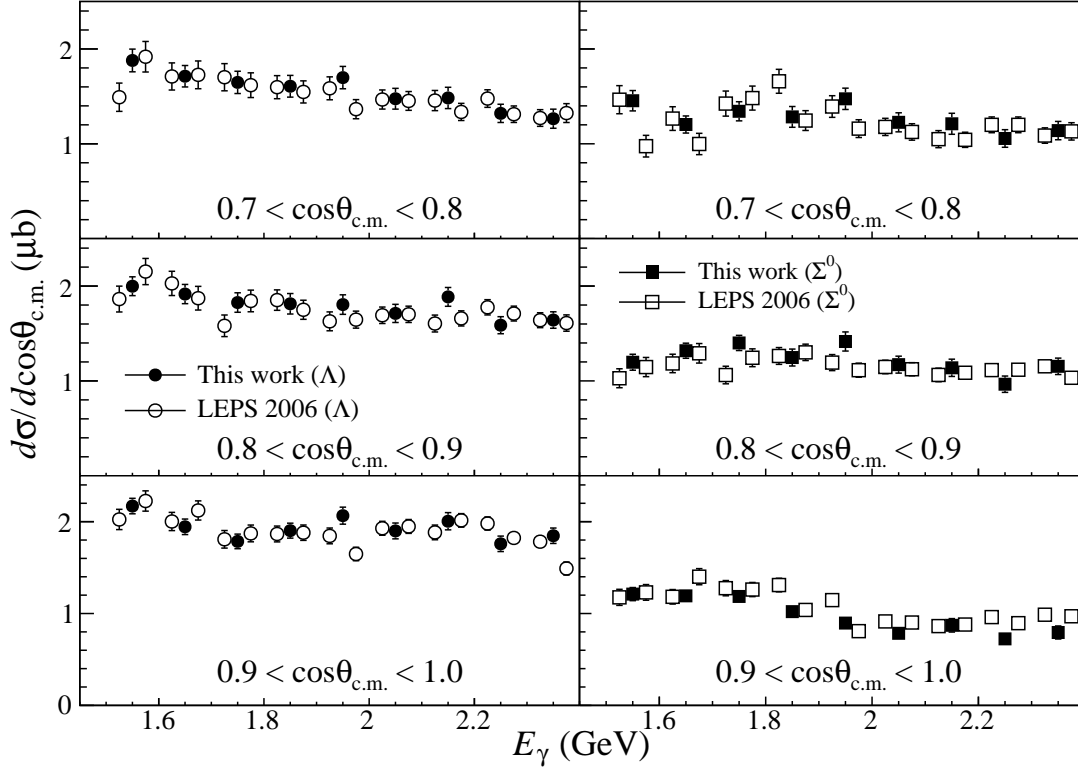 dσ/dcosθc.m. (μb)
2
1
0.7 < cosθc.m. < 0.8
0.7 < cosθc.m. < 0.8
2
1
This work (Λ)
LEPS 2006 (Λ)
0.8 < cosθc.m. < 0.9
This work (Σ⁰)
LEPS 2006 (Σ⁰)
0.8 < cosθc.m. < 0.9
2
1
0
0.9 < cosθc.m. < 1.0
0.9 < cosθc.m. < 1.0
1.6 1.8 2 2.2
1.6 1.8 2 2.2
Eγ (GeV)